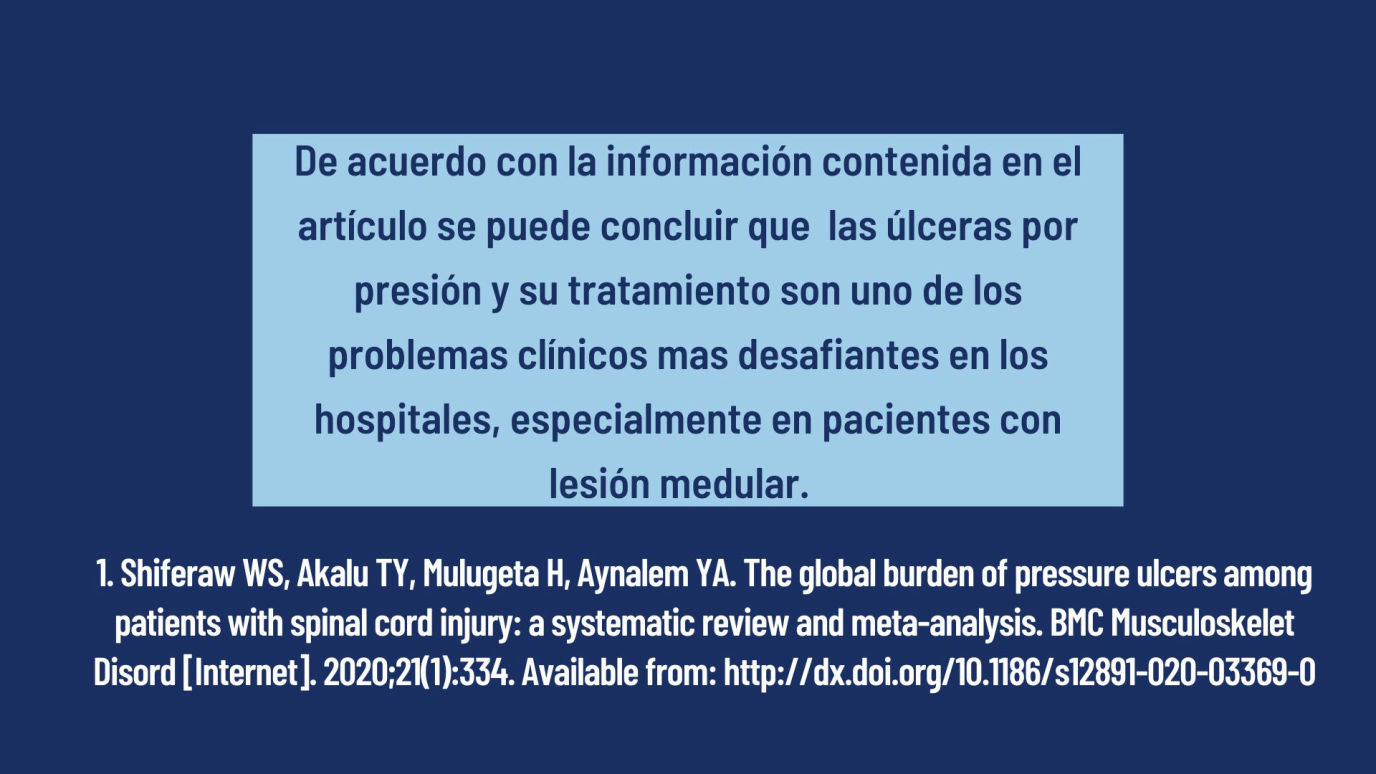 De acuerdo con la información contenida en el
artículo se puede concluir que  las úlceras por
presión y su tratamiento son uno de los
problemas clínicos mas desafiantes en los
hospitales, especialmente en pacientes con
lesión medular.
1. Shiferaw WS, Akalu TY, Mulugeta H, Aynalem YA. The global burden of pressure ulcers among
patients with spinal cord injury: a systematic review and meta-analysis. BMC Musculoskelet
Disord [Internet]. 2020;21(1):334. Available from: http://dx.doi.org/10.1186/s12891-020-03369-0